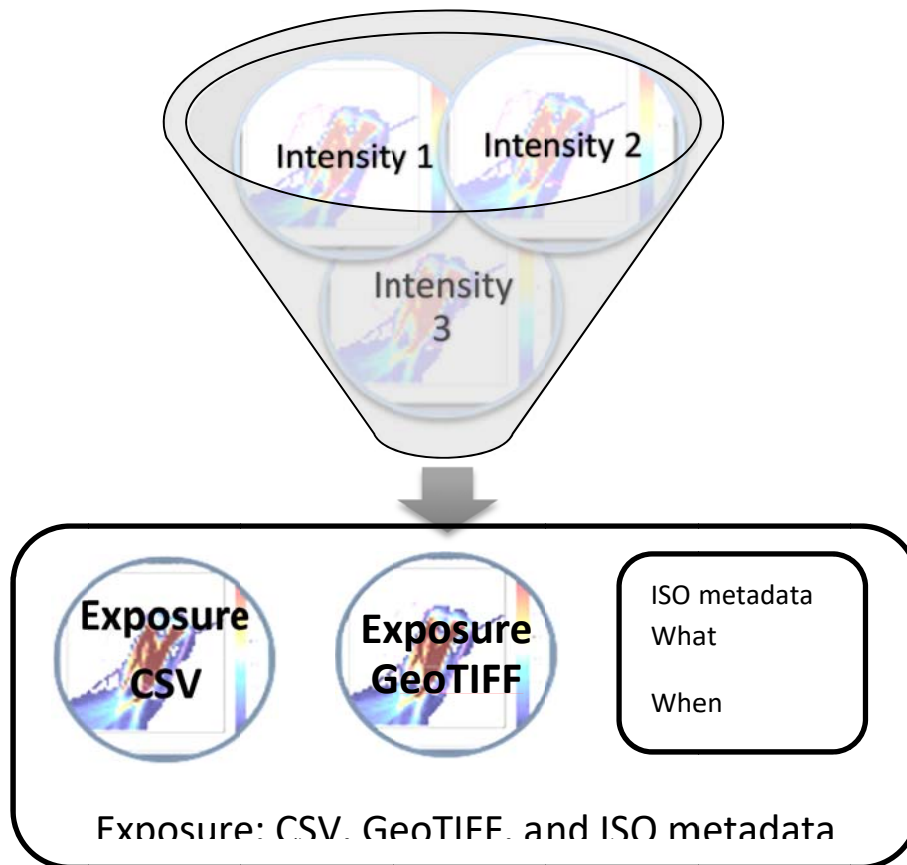 Intensity 1
Intensity 2
Intensity
3
Exposure
CSV
Exposure
GeoTIFF
ISO metadata
What
When
Exposure: CSV, GeoTIFF, and ISO metadata